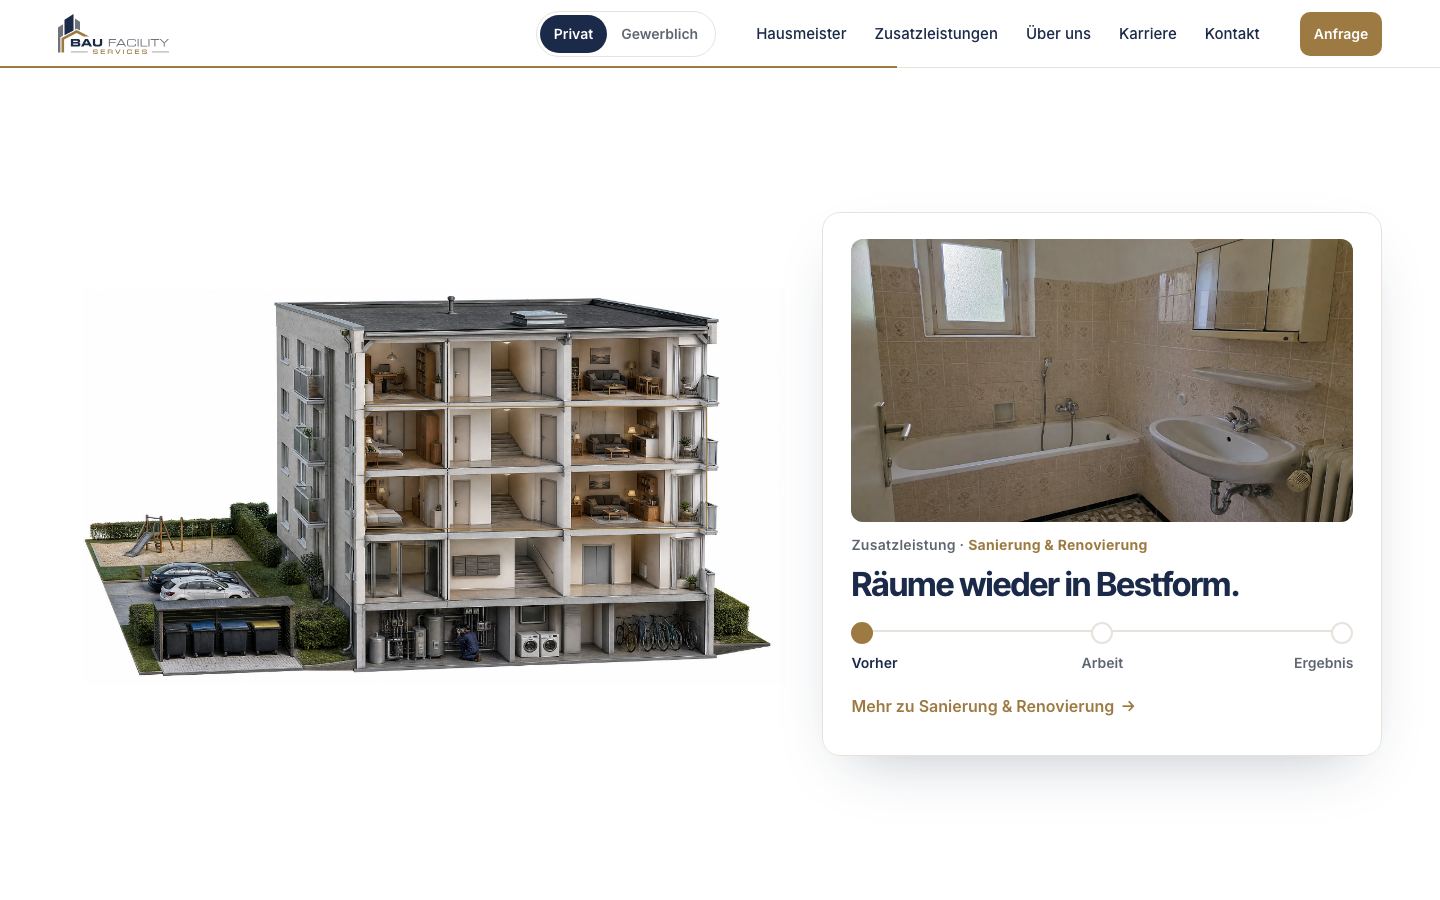 BAU FACILITY
SERVICES
Privat
Gewerblich
Hausmeister
Zusatzleistungen
Über uns
Karriere
Kontakt
Anfrage
Zusatzleistung · Sanierung & Renovierung
Räume wieder in Bestform.
Vorher
Arbeit
Ergebnis
Mehr zu Sanierung & Renovierung →